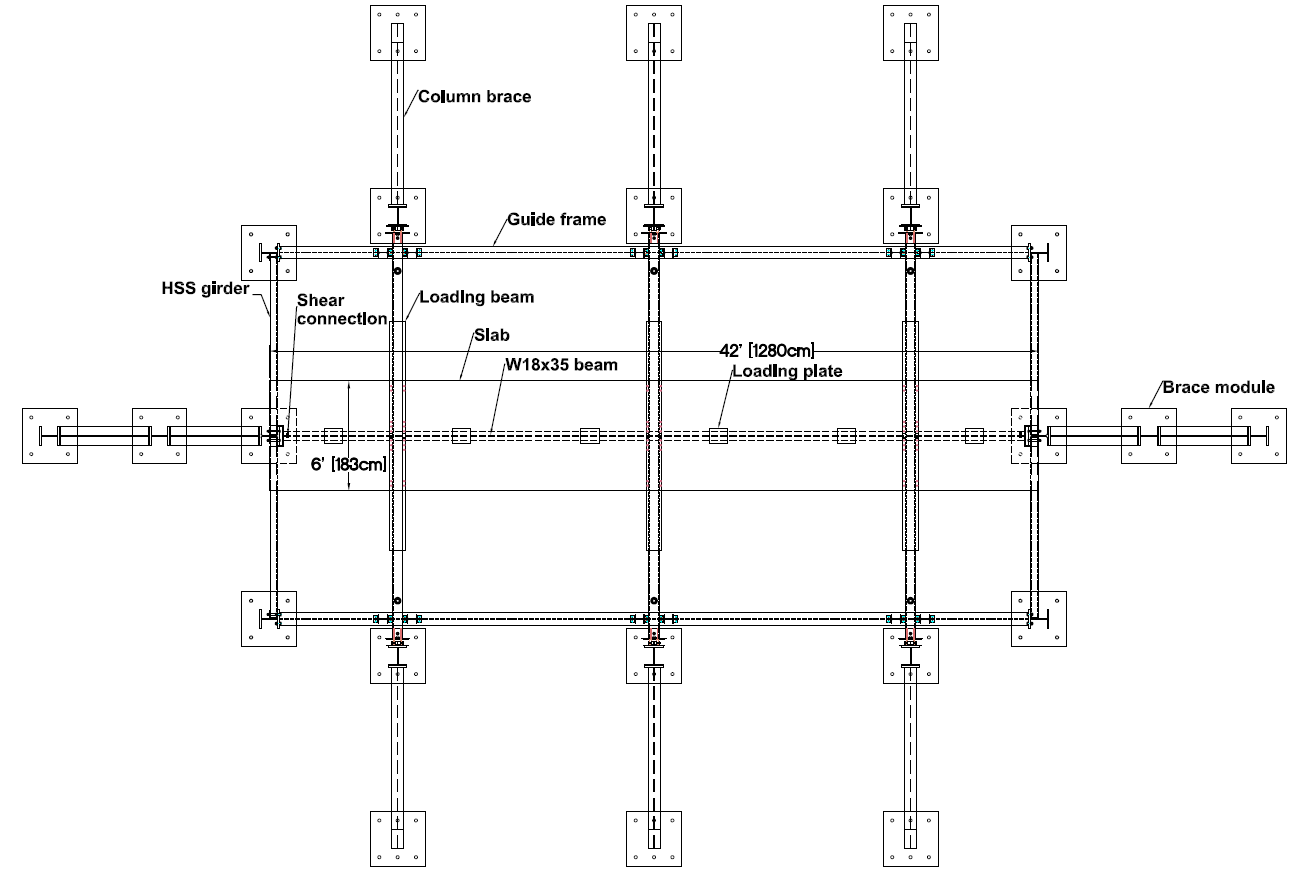 Column brace
Guide frame
HSS girder
Shear
connection
Loading beam
Slab
42' [1280cm]
W18x35 beam
Loading plate
Brace module
6' [183cm]